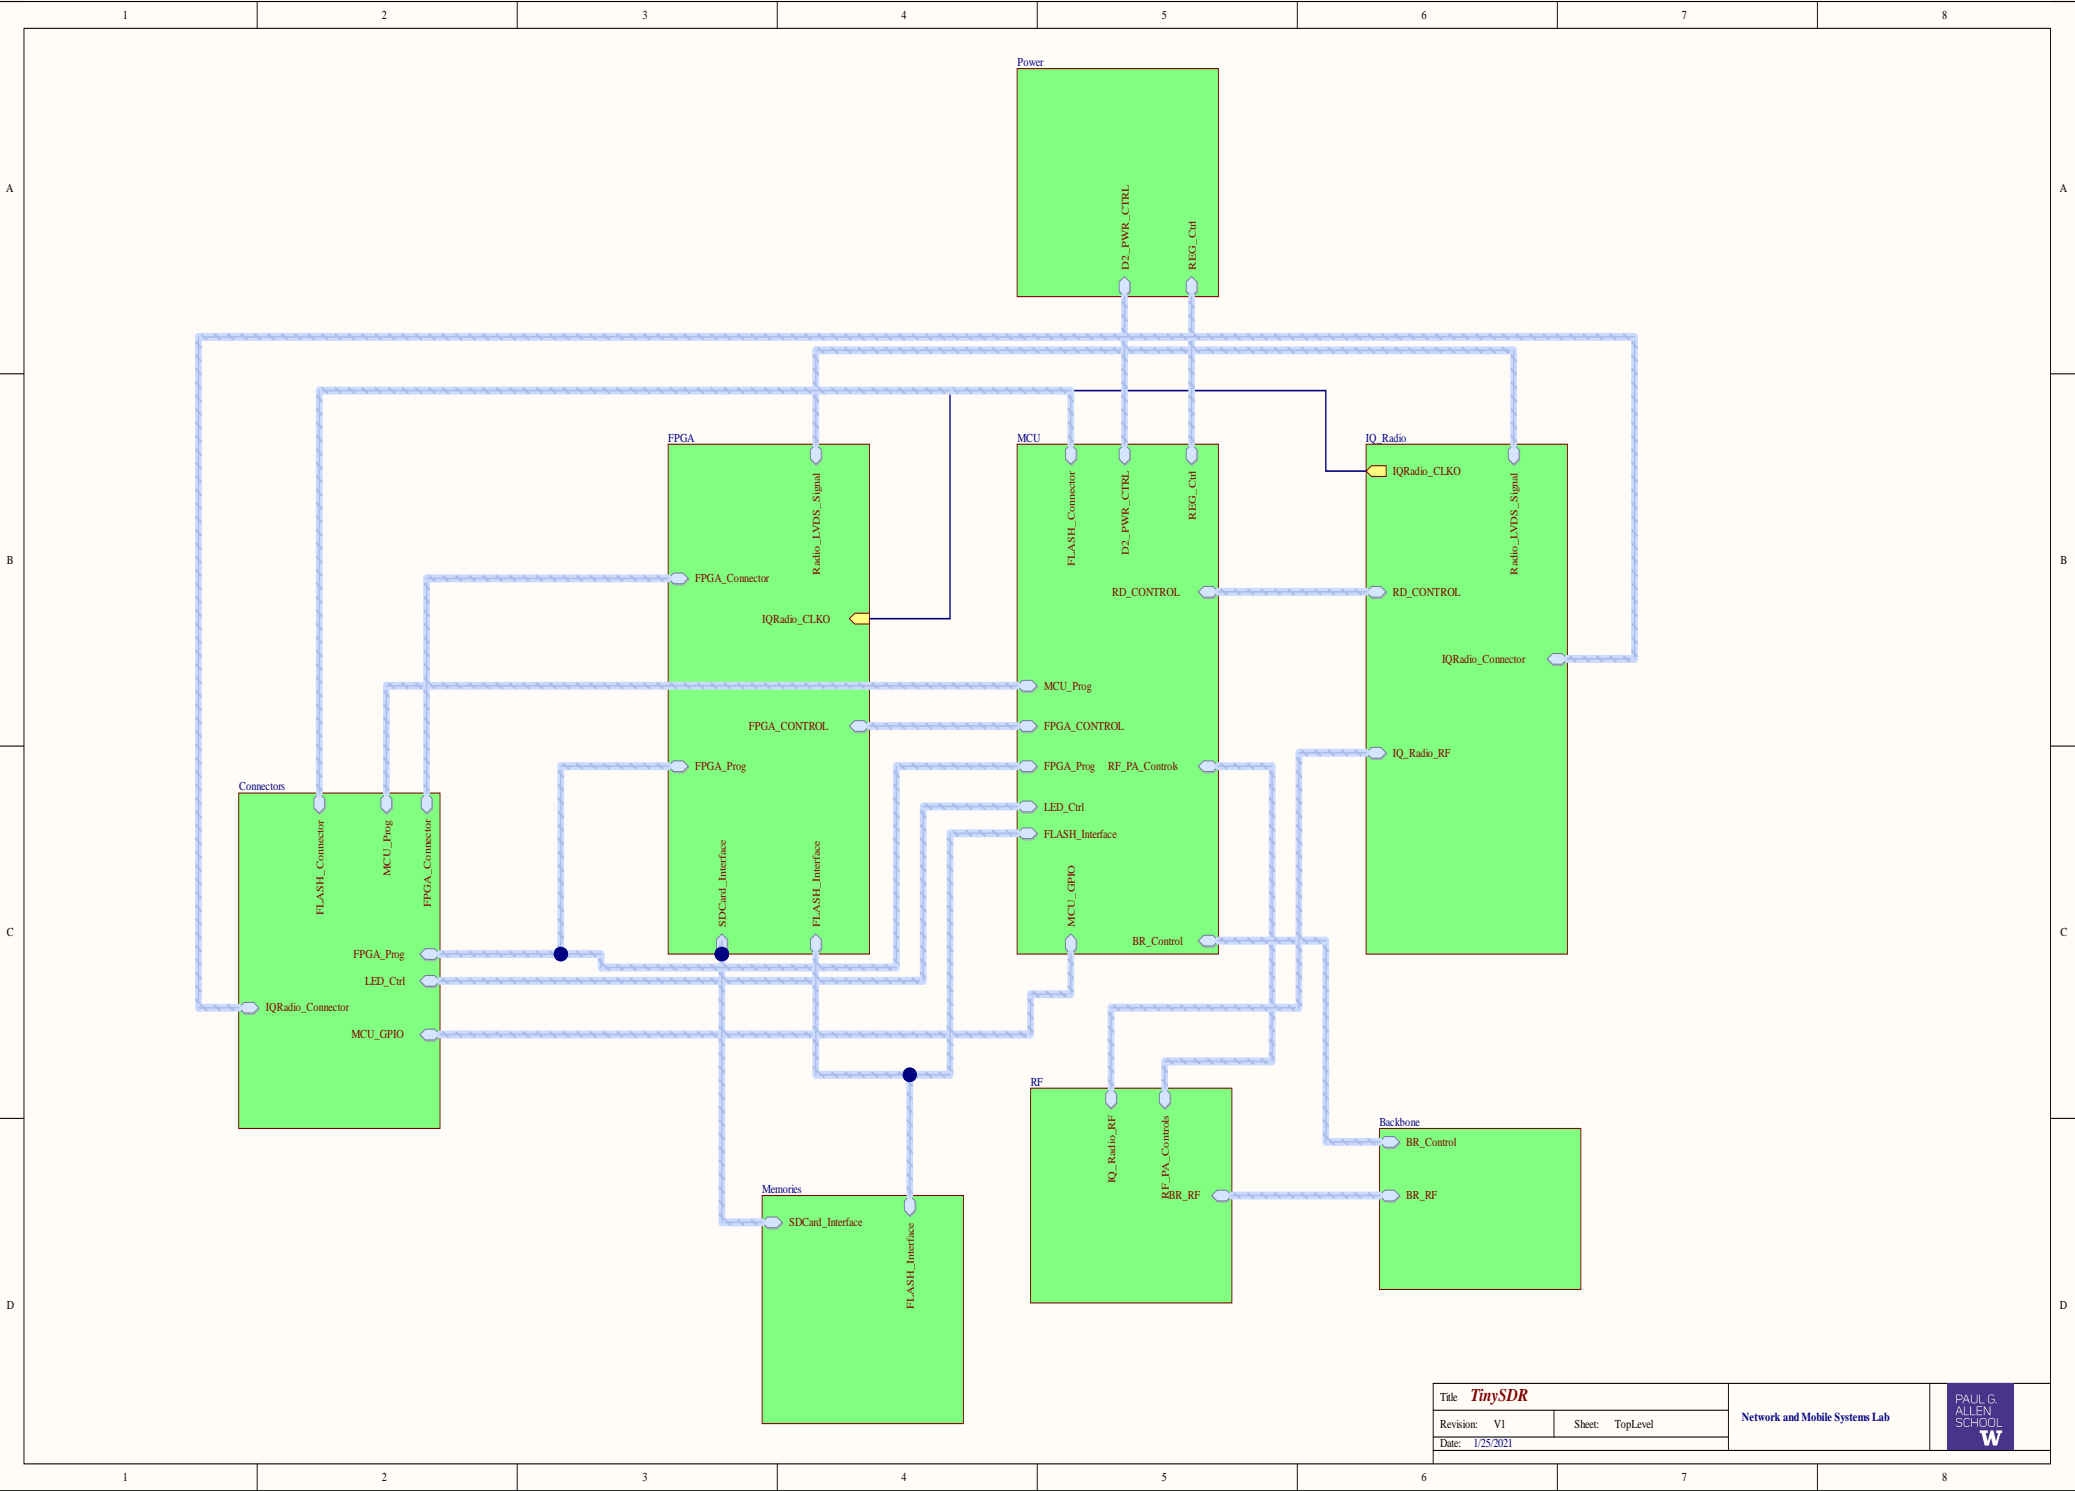 1 2 3 4 5 6 7 8
Power
A A
D2_PWR_CTRL
REG_Ctrl
FPGA
MCU
IQ_Radio
IQRadio_CLKO
Radio_LVDS_Signal
FLASH_Connector
D2_PWR_CTRL
REG_Ctrl
Radio_LVDS_Signal
B B
FPGA_Connector
RD_CONTROL
RD_CONTROL
IQRadio_CLKO
IQRadio_Connector
MCU_Prog
FPGA_CONTROL
FPGA_CONTROL
IQ_Radio_RF
FPGA_Prog
FPGA_Prog
RF_PA_Controls
Connectors
LED_Ctrl
FLASH_Interface
FLASH_Connector
MCU_Prog
FPGA_Connector
SDCard_Interface
FLASH_Interface
MCU_GPIO
C C
BR_Control
FPGA_Prog
LED_Ctrl
IQRadio_Connector
MCU_GPIO
RF
IQ_Radio_RF
RF_PA_Controls
Backbone
BR_Control
BR_RF
BR_RF
Memories
SDCard_Interface
FLASH_Interface
D D
Title TinySDR
Revision: V1 Sheet: TopLevel
Date: 1/25/2021
Network and Mobile Systems Lab
PAUL G.
ALLEN
SCHOOL
W
1 2 3 4 5 6 7 8